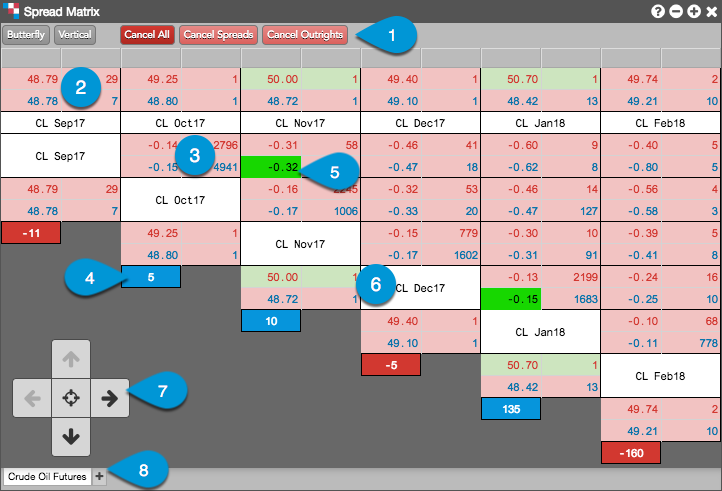 Spread Matrix
Butterfly Vertical Cancel All Cancel Spreads Cancel Outrights 1
48.79 29 49.25 1 50.00 1 49.40 1 50.70 1 49.74 2
2
48.78 7 48.80 1 48.72 1 49.10 1 48.42 13 49.21 10
CL Sep17 CL Oct17 CL Nov17 CL Dec17 CL Jan18 CL Feb18
CL Sep17 -0.14 2796 -0.31 58 -0.46 41 -0.60 9 -0.40 5
3
-0.15 4941 -0.32 -0.47 18 -0.62 8 -0.80 5
5
48.79 29 CL Oct17 -0.16 2245 -0.32 53 -0.46 14 -0.56 4
48.78 7 -0.17 1006 -0.33 20 -0.47 127 -0.58 3
-11 49.25 1 CL Nov17 -0.15 779 -0.30 10 -0.39 5
48.80 1 -0.17 1602 -0.31 91 -0.41 8
4 5 50.00 1 6 CL Dec17 -0.13 2199 -0.24 16
48.72 1 -0.15 1683 -0.25 10
10 49.40 1 CL Jan18 -0.10 68
49.10 1 -0.11 778
-5 50.70 1 CL Feb18
48.42 13
7
135 49.74 2
49.21 10
-160
Crude Oil Futures + 8